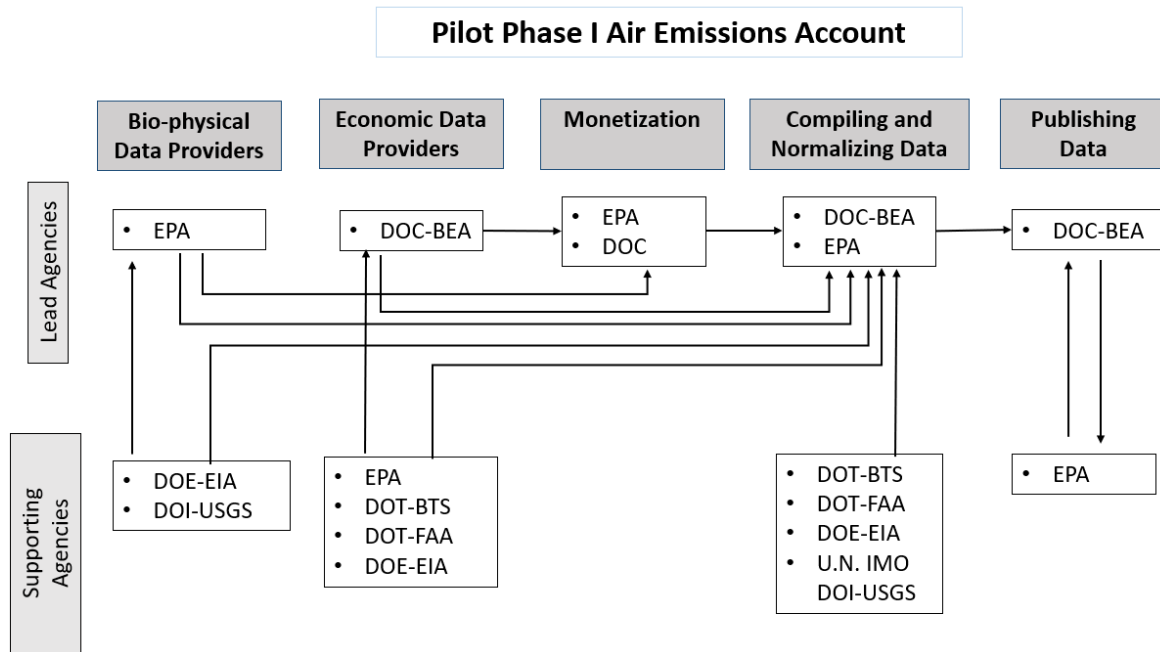 Pilot Phase I Air Emissions Account
Bio-physical
Data Providers
Economic Data
Providers
Monetization
Compiling and
Normalizing Data
Publishing
Data
Lead Agencies
• EPA
• DOC-BEA
• EPA
• DOC
• DOC-BEA
• EPA
• DOC-BEA
Supporting
Agencies
• DOE-EIA
• DOI-USGS
• EPA
• DOT-BTS
• DOT-FAA
• DOE-EIA
• DOT-BTS
• DOT-FAA
• DOE-EIA
• U.N. IMO
DOI-USGS
• EPA